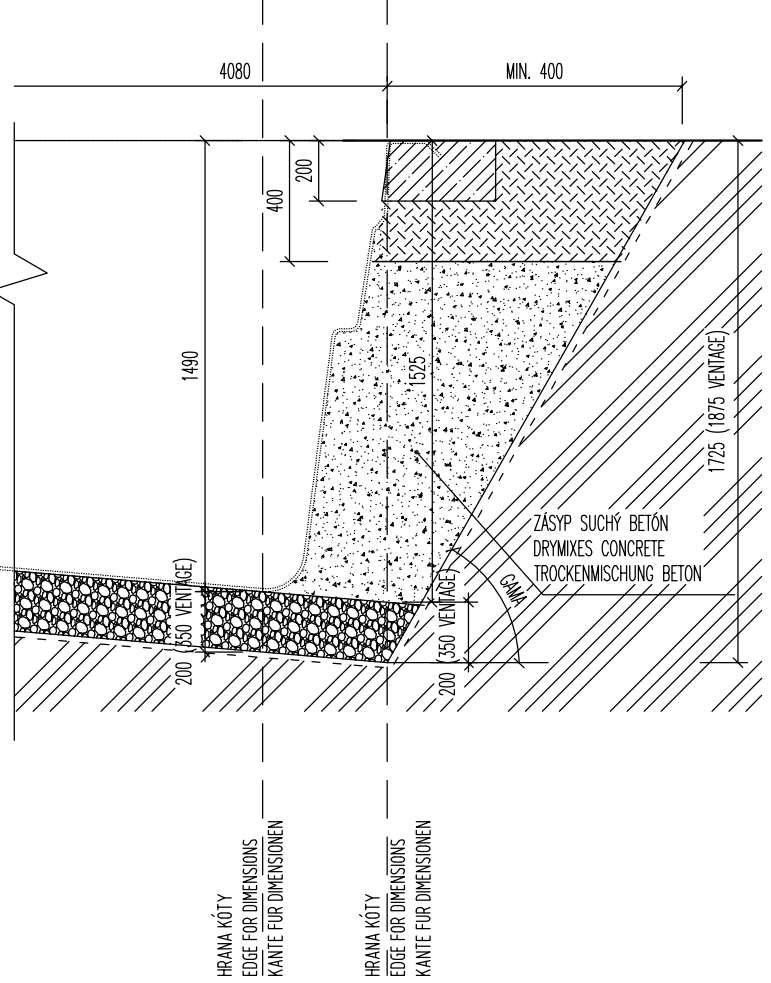 4080
MIN. 400
200
400
1490
1525
1725 (1875 VENTAGE)
ZÁSYP SUCHÝ BETÓN
DRYMIXES CONCRETE
TROCKENMISCHUNG BETON
GAMA
200 (350 VENTAGE)
200 (350 VENTAGE)
HRANA KÓTY
EDGE FOR DIMENSIONS
KANTE FUR DIMENSIONEN
HRANA KÓTY
EDGE FOR DIMENSIONS
KANTE FUR DIMENSIONEN